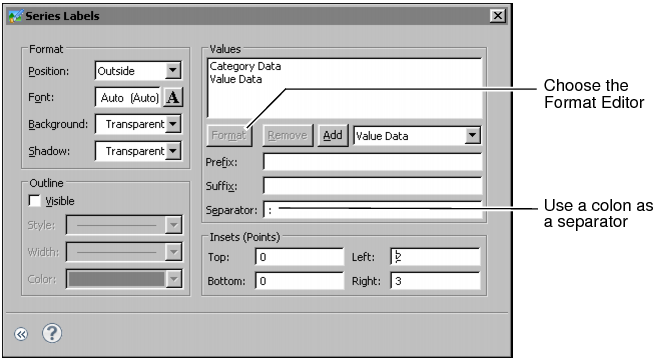 Series Labels
Format
Position: Outside
Font: Auto (Auto) A
Background: Transparent
Shadow: Transparent
Outline
Visible
Style:
Width:
Color:
Values
Category Data
Value Data
Format Remove Add Value Data
Prefix:
Suffix:
Separator: :
Insets (Points)
Top: 0 Left: 2
Bottom: 0 Right: 3
Choose the
Format Editor
Use a colon as
a separator